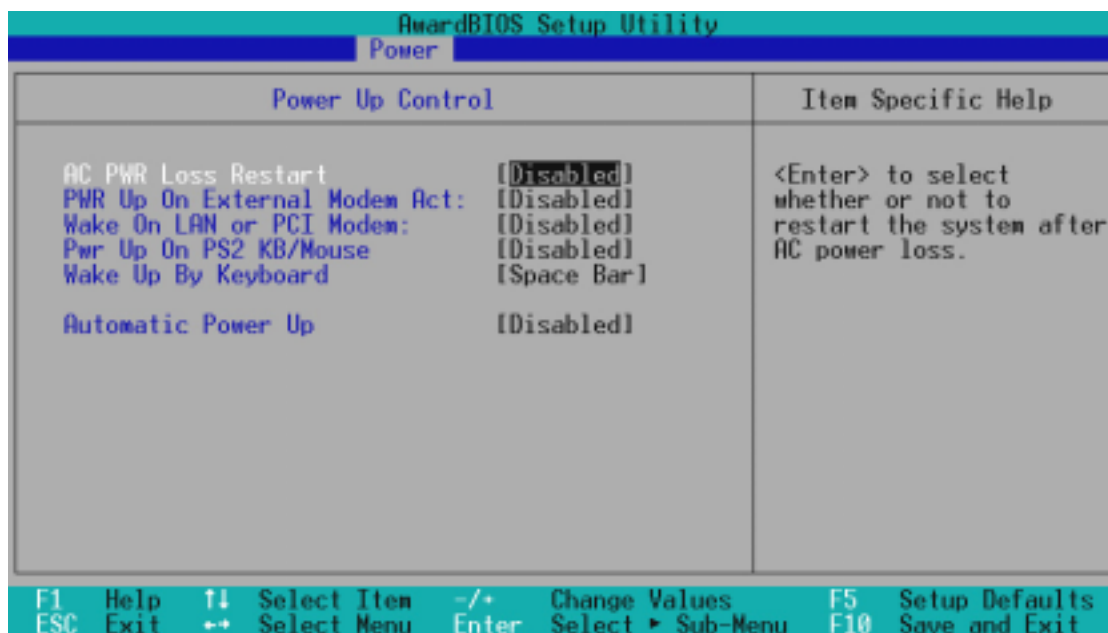 AwardBIOS Setup Utility
Power
Power Up Control
Item Specific Help
AC PWR Loss Restart [Disabled]
PWR Up On External Modem Act: [Disabled]
Wake On LAN or PCI Modem: [Disabled]
Pwr Up On PS2 KB/Mouse [Disabled]
Wake Up By Keyboard [Space Bar]
Automatic Power Up [Disabled]
<Enter> to select
whether or not to
restart the system after
AC power loss.
F1 Help ↑↓ Select Item -/+ Change Values F5 Setup Defaults
ESC Exit ←→ Select Menu Enter Select ► Sub-Menu F10 Save and Exit